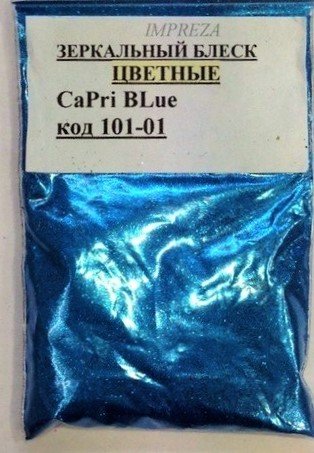 IMPREZA
ЗЕРКАЛЬНЫЙ БЛЕСК
ЦВЕТНЫЕ
CaPri BLue
код 101-01